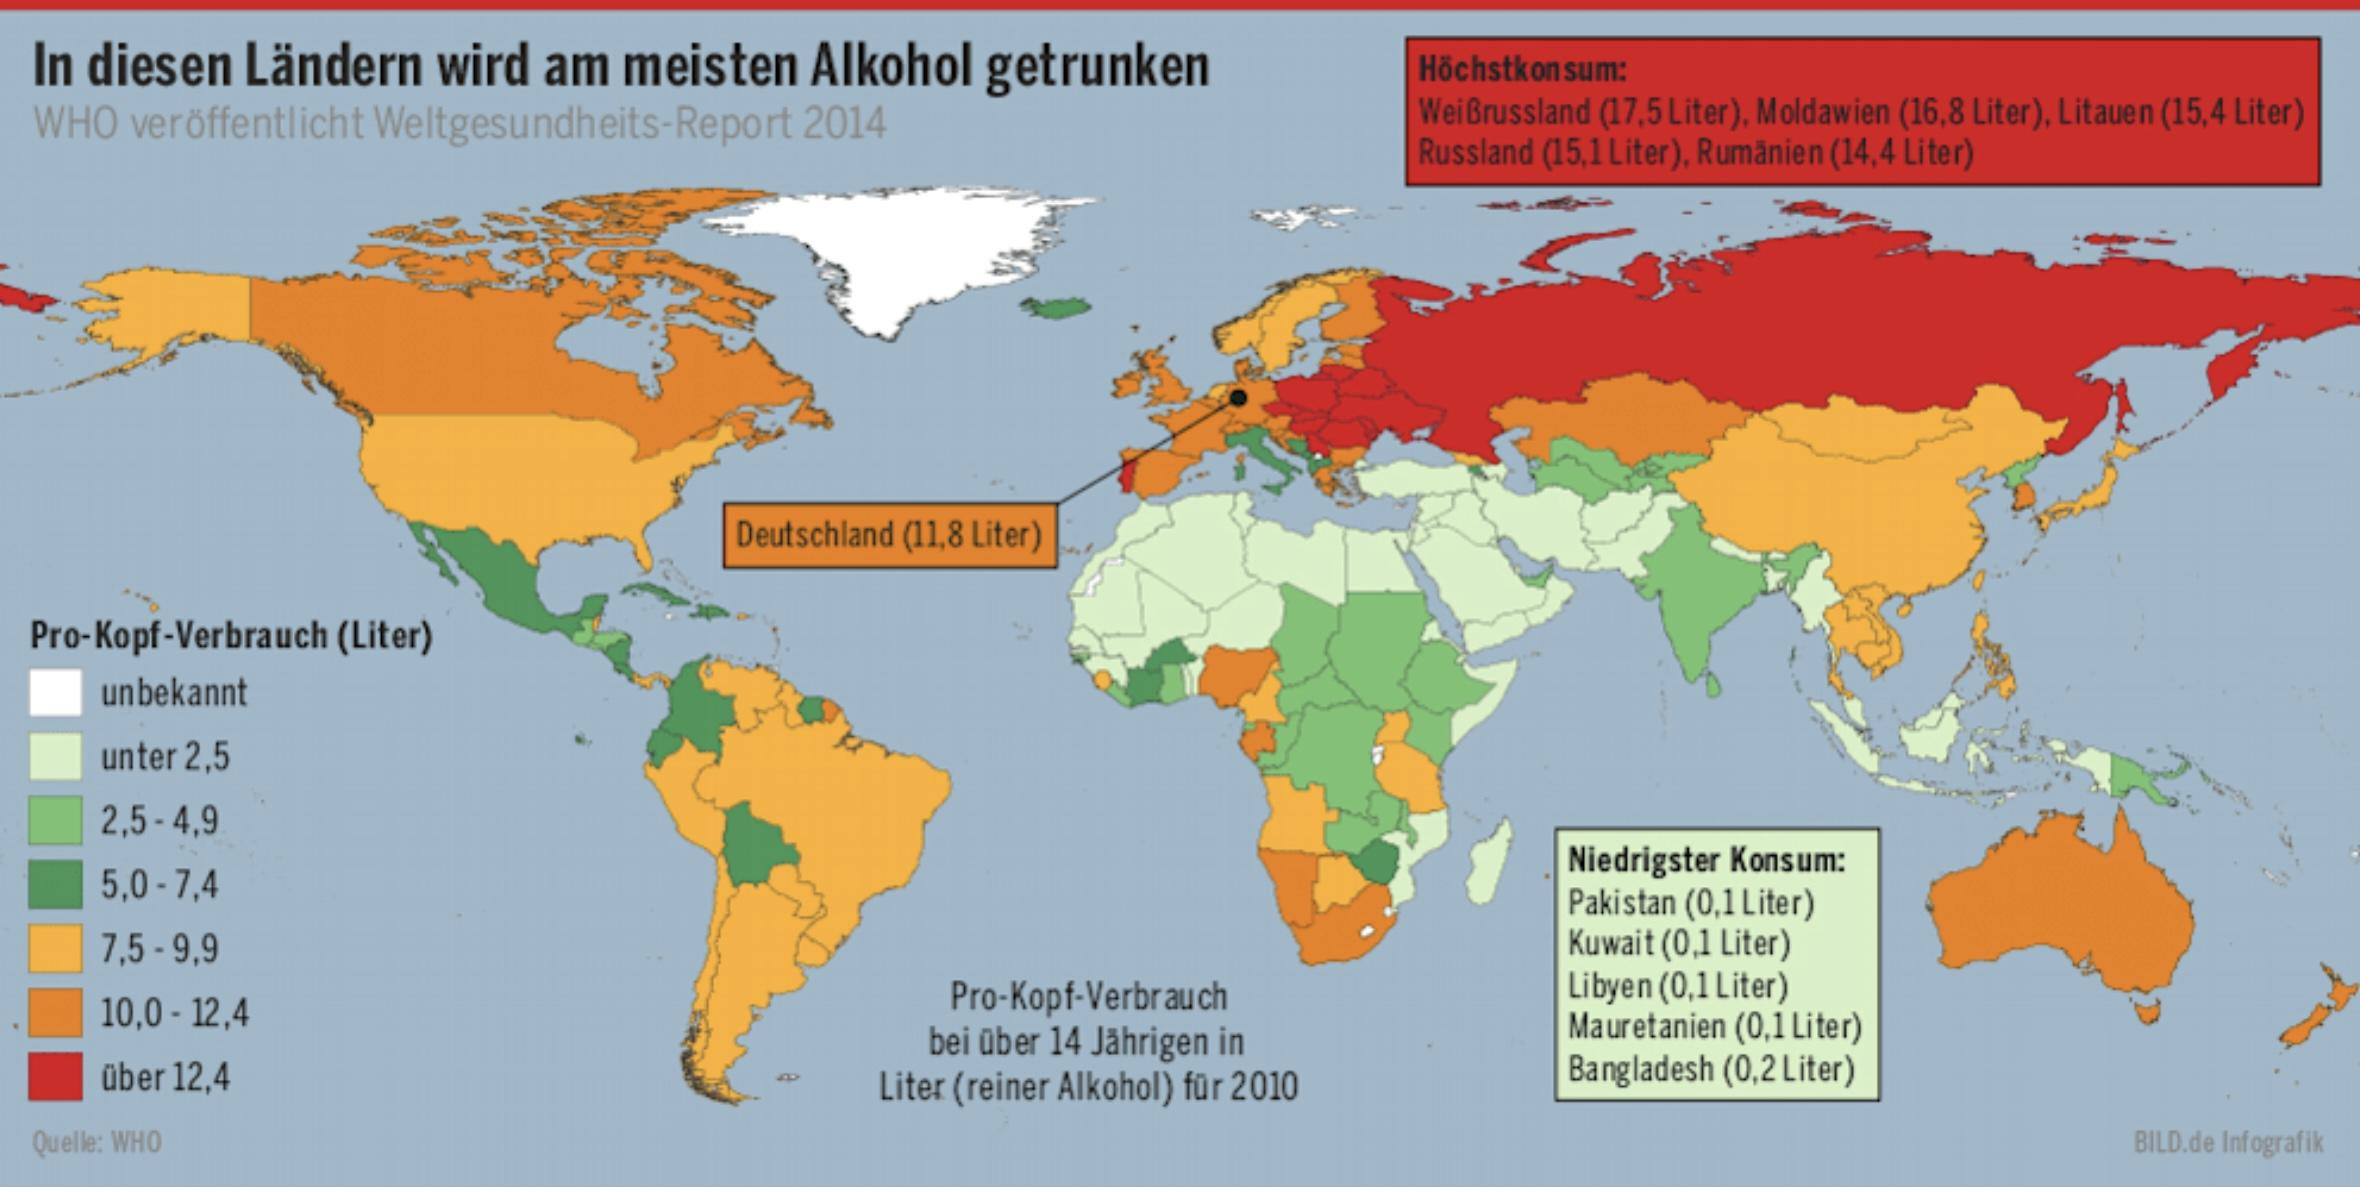 In diesen Ländern wird am meisten Alkohol getrunken
WHO veröffentlicht Weltgesundheits-Report 2014
Höchstkonsum:
Weißrussland (17,5 Liter), Moldawien (16,8 Liter), Litauen (15,4 Liter)
Russland (15,1 Liter), Rumänien (14,4 Liter)
Deutschland (11,8 Liter)
Pro-Kopf-Verbrauch (Liter)
unbekannt
unter 2,5
2,5 - 4,9
5,0 - 7,4
7,5 - 9,9
10,0 - 12,4
über 12,4
Pro-Kopf-Verbrauch
bei über 14 Jährigen in
Liter (reiner Alkohol) für 2010
Niedrigster Konsum:
Pakistan (0,1 Liter)
Kuwait (0,1 Liter)
Libyen (0,1 Liter)
Mauretanien (0,1 Liter)
Bangladesh (0,2 Liter)
Quelle: WHO
BILD.de Infografik